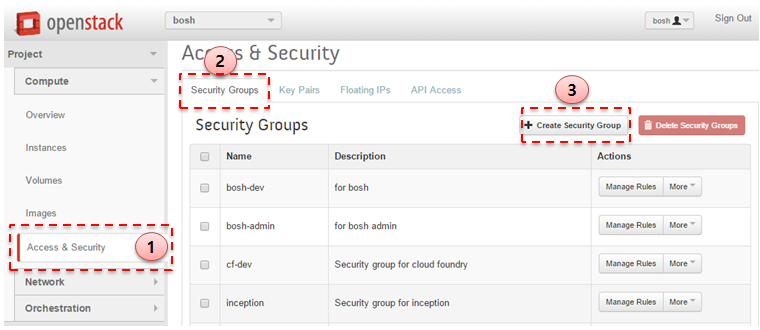 openstack
bosh
bosh
Sign Out
Project
Compute
Overview
Instances
Volumes
Images
Access & Security
1
Network
Orchestration
Access & Security
2
Security Groups Key Pairs Floating IPs API Access
3
Security Groups
+ Create Security Group
Delete Security Groups
Name Description Actions
bosh-dev for bosh Manage Rules More
bosh-admin for bosh admin Manage Rules More
cf-dev Security group for cloud foundry Manage Rules More
inception Security group for inception Manage Rules More